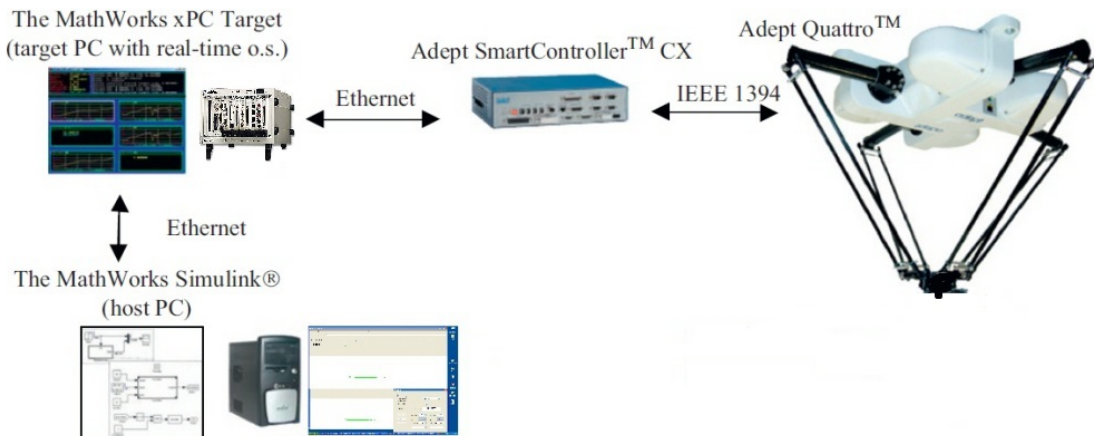 The MathWorks xPC Target
(target PC with real-time o.s.)
Adept SmartController™ CX
Adept Quattro™
Ethernet
IEEE 1394
Ethernet
The MathWorks Simulink®
(host PC)